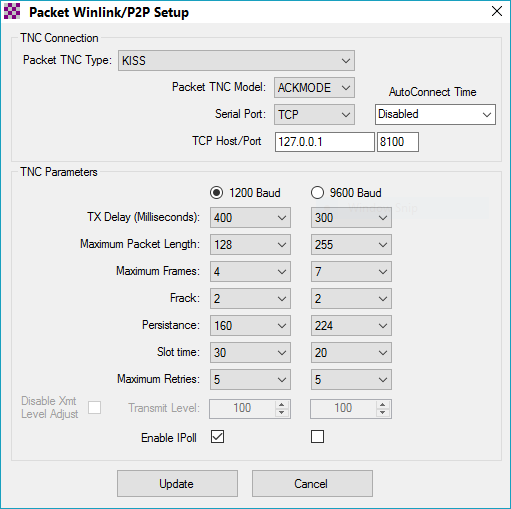 Packet Winlink/P2P Setup
TNC Connection
Packet TNC Type: KISS
Packet TNC Model: ACKMODE AutoConnect Time
Serial Port: TCP Disabled
TCP Host/Port 127.0.0.1 8100
TNC Parameters
1200 Baud 9600 Baud
TX Delay (Milliseconds): 400 300
Maximum Packet Length: 128 255
Maximum Frames: 4 7
Frack: 2 2
Persistance: 160 224
Slot time: 30 20
Maximum Retries: 5 5
Disable Xmt
Level Adjust Transmit Level: 100 100
Enable IPoll
Update Cancel